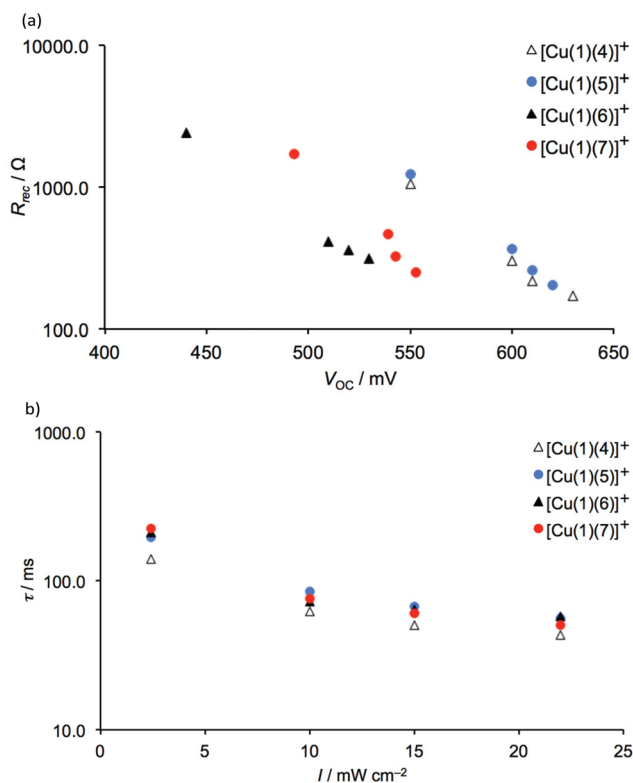 (a)
10000.0
1000.0
100.0
R_rec / Ω
400 450 500 550 600 650
V_OC / mV
[Cu(1)(4)]⁺
[Cu(1)(5)]⁺
[Cu(1)(6)]⁺
[Cu(1)(7)]⁺
b)
1000.0
100.0
10.0
τ / ms
0 5 10 15 20 25
I / mW cm⁻²
[Cu(1)(4)]⁺
[Cu(1)(5)]⁺
[Cu(1)(6)]⁺
[Cu(1)(7)]⁺